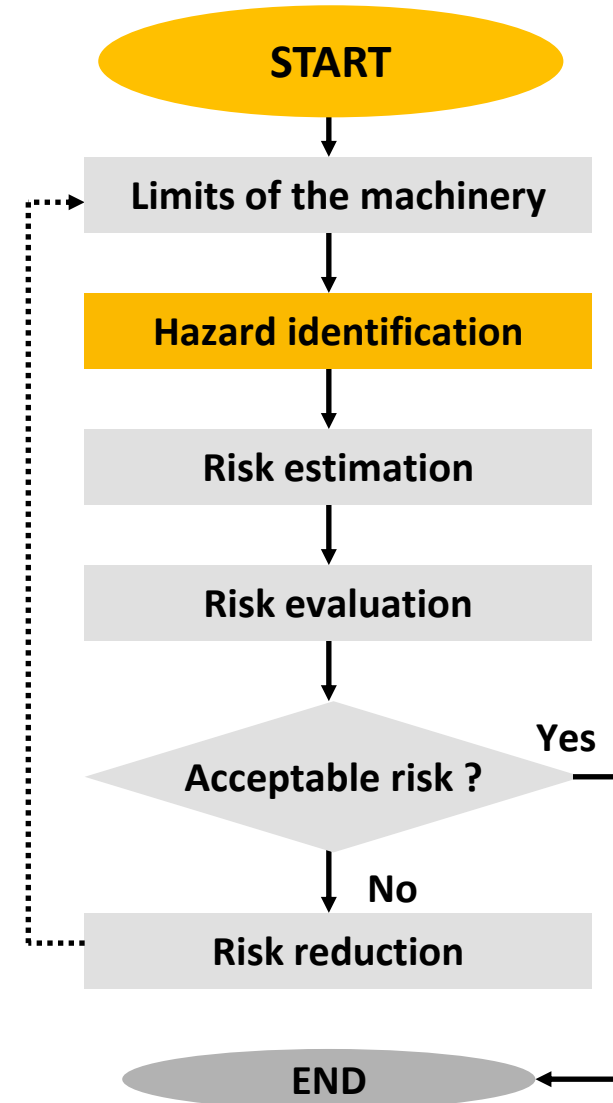 START
Limits of the machinery
Hazard identification
Risk estimation
Risk evaluation
Yes
Acceptable risk ?
No
Risk reduction
END